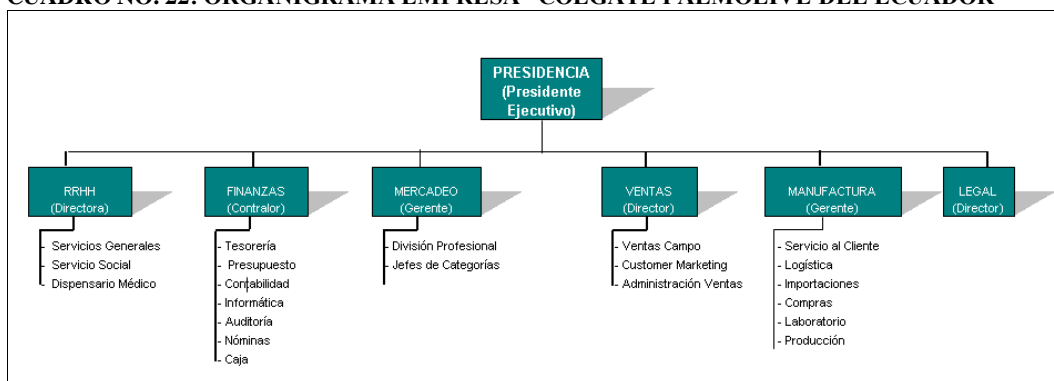 CUADRO NO. 22: ORGANIGRAMA EMPRESA "COLGATE PALMOLIVE DEL ECUADOR"
PRESIDENCIA
(Presidente
Ejecutivo)
RRHH
(Directora)
- Servicios Generales
- Servicio Social
- Dispensario Médico
FINANZAS
(Contralor)
- Tesorería
- Presupuesto
- Contabilidad
- Informática
- Auditoría
- Nóminas
- Caja
MERCADEO
(Gerente)
- División Profesional
- Jefes de Categorías
VENTAS
(Director)
- Ventas Campo
- Customer Marketing
- Administración Ventas
MANUFACTURA
(Gerente)
- Servicio al Cliente
- Logística
- Importaciones
- Compras
- Laboratorio
- Producción
LEGAL
(Director)